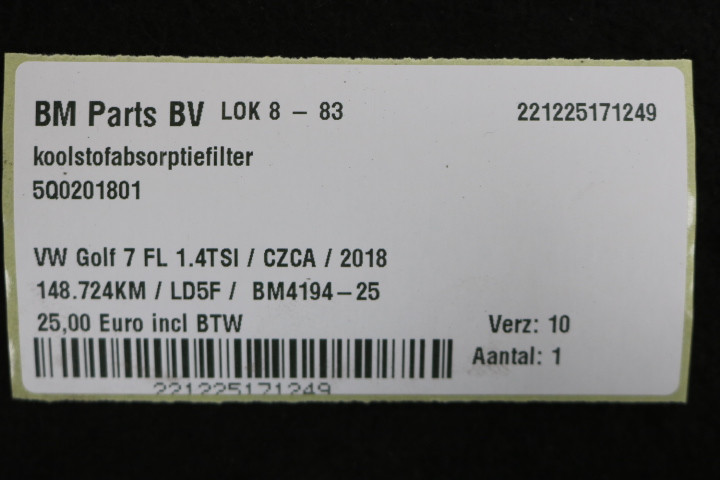 BM Parts BV LOK 8 – 83 221225171249
koolstofabsorptiefilter
5Q0201801
VW Golf 7 FL 1.4TSI / CZCA / 2018
148.724KM / LD5F / BM4194–25
25,00 Euro incl BTW Verz: 10
Aantal: 1
221225171249